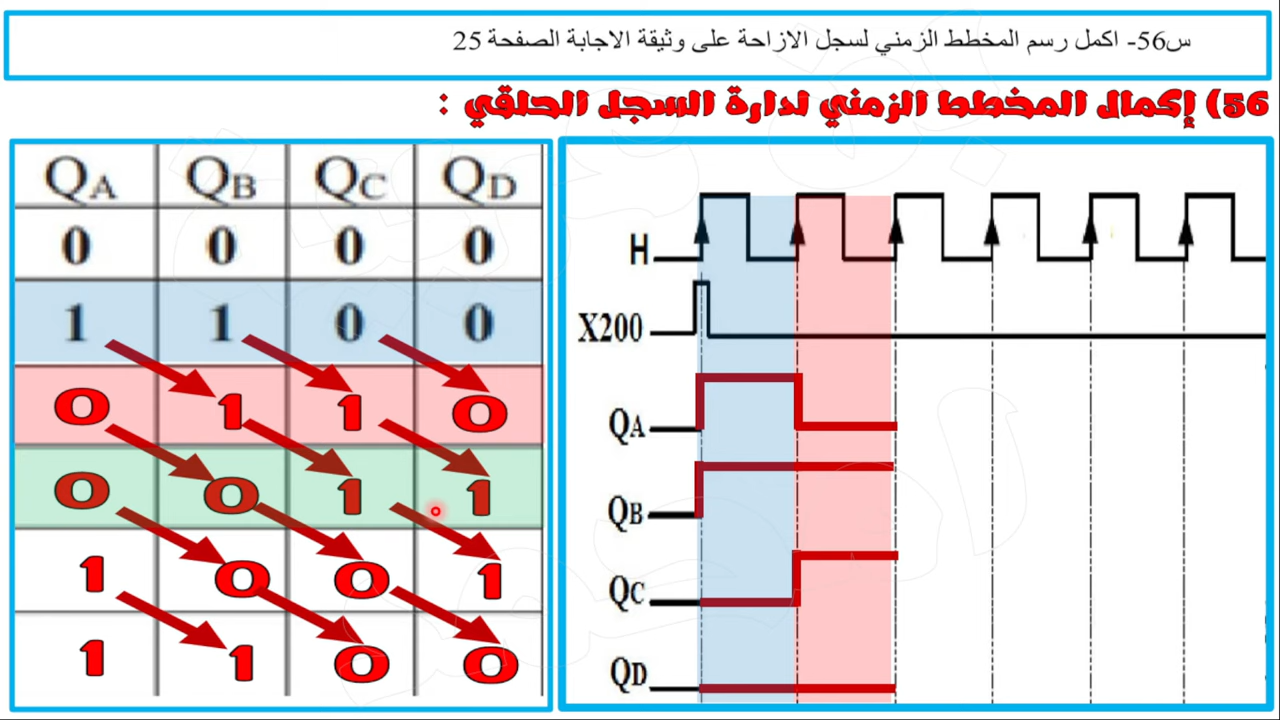 س56- اكمل رسم المخطط الزمني لسجل الازاحة على وثيقة الاجابة الصفحة 25
56) إكمال المخطط الزمني لدارة السجل الحلقي :
QA QB QC QD
0 0 0 0
1 1 0 0
0 1 1 0
0 0 1 1
1 0 0 1
1 1 0 0
H
X200
QA
QB
QC
QD